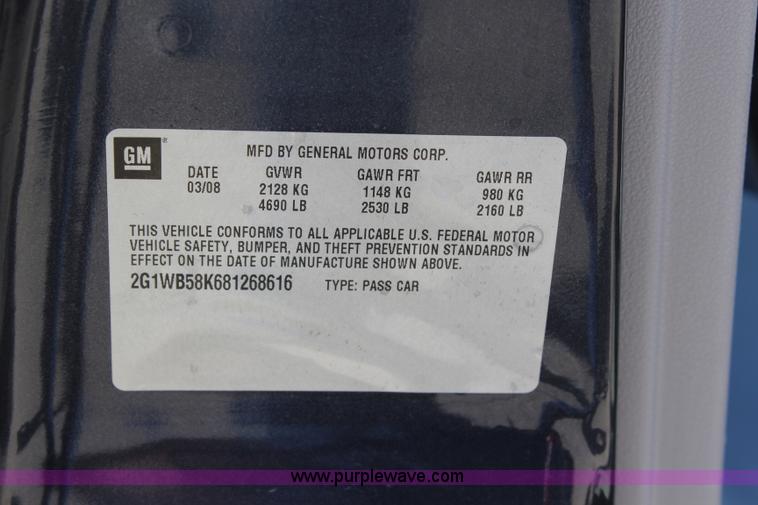 GM ®
MFD BY GENERAL MOTORS CORP.
DATE GVWR GAWR FRT GAWR RR
03/08 2128 KG 1148 KG 980 KG
4690 LB 2530 LB 2160 LB
THIS VEHICLE CONFORMS TO ALL APPLICABLE U.S. FEDERAL MOTOR
VEHICLE SAFETY, BUMPER, AND THEFT PREVENTION STANDARDS IN
EFFECT ON THE DATE OF MANUFACTURE SHOWN ABOVE.
2G1WB58K681268616 TYPE: PASS CAR
www.purplewave.com